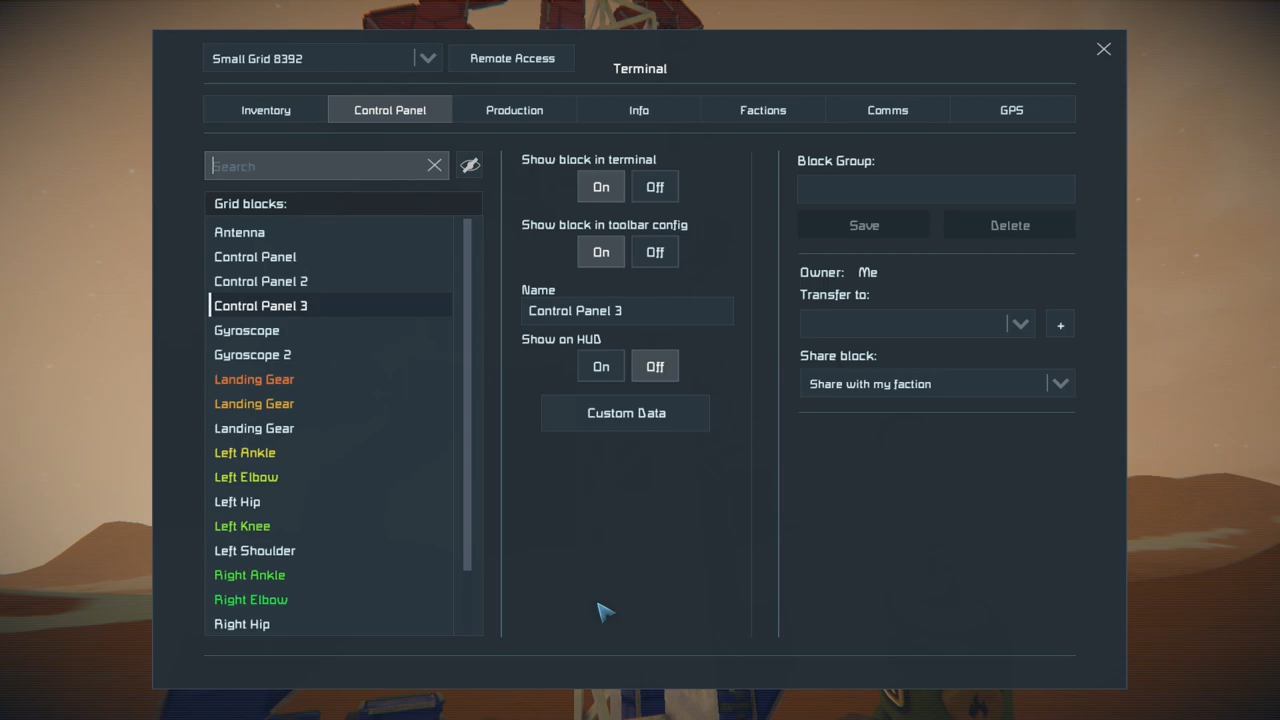 Small Grid 8392
Remote Access
Terminal
Inventory
Control Panel
Production
Info
Factions
Comms
GPS
Search
Grid blocks:
Antenna
Control Panel
Control Panel 2
Control Panel 3
Gyroscope
Gyroscope 2
Landing Gear
Landing Gear
Landing Gear
Left Ankle
Left Elbow
Left Hip
Left Knee
Left Shoulder
Right Ankle
Right Elbow
Right Hip
Show block in terminal
On
Off
Show block in toolbar config
On
Off
Name
Control Panel 3
Show on HUD
On
Off
Custom Data
Block Group:
Save
Delete
Owner: Me
Transfer to:
+
Share block:
Share with my faction